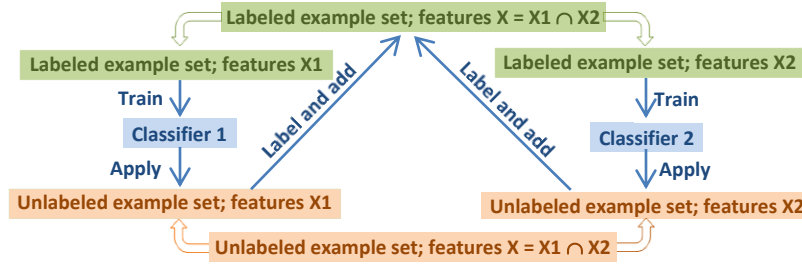 Labeled example set; features X = X1 ∩ X2
Labeled example set; features X1
Labeled example set; features X2
Train
Train
Label and add
Label and add
Classifier 1
Classifier 2
Apply
Apply
Unlabeled example set; features X1
Unlabeled example set; features X2
Unlabeled example set; features X = X1 ∩ X2